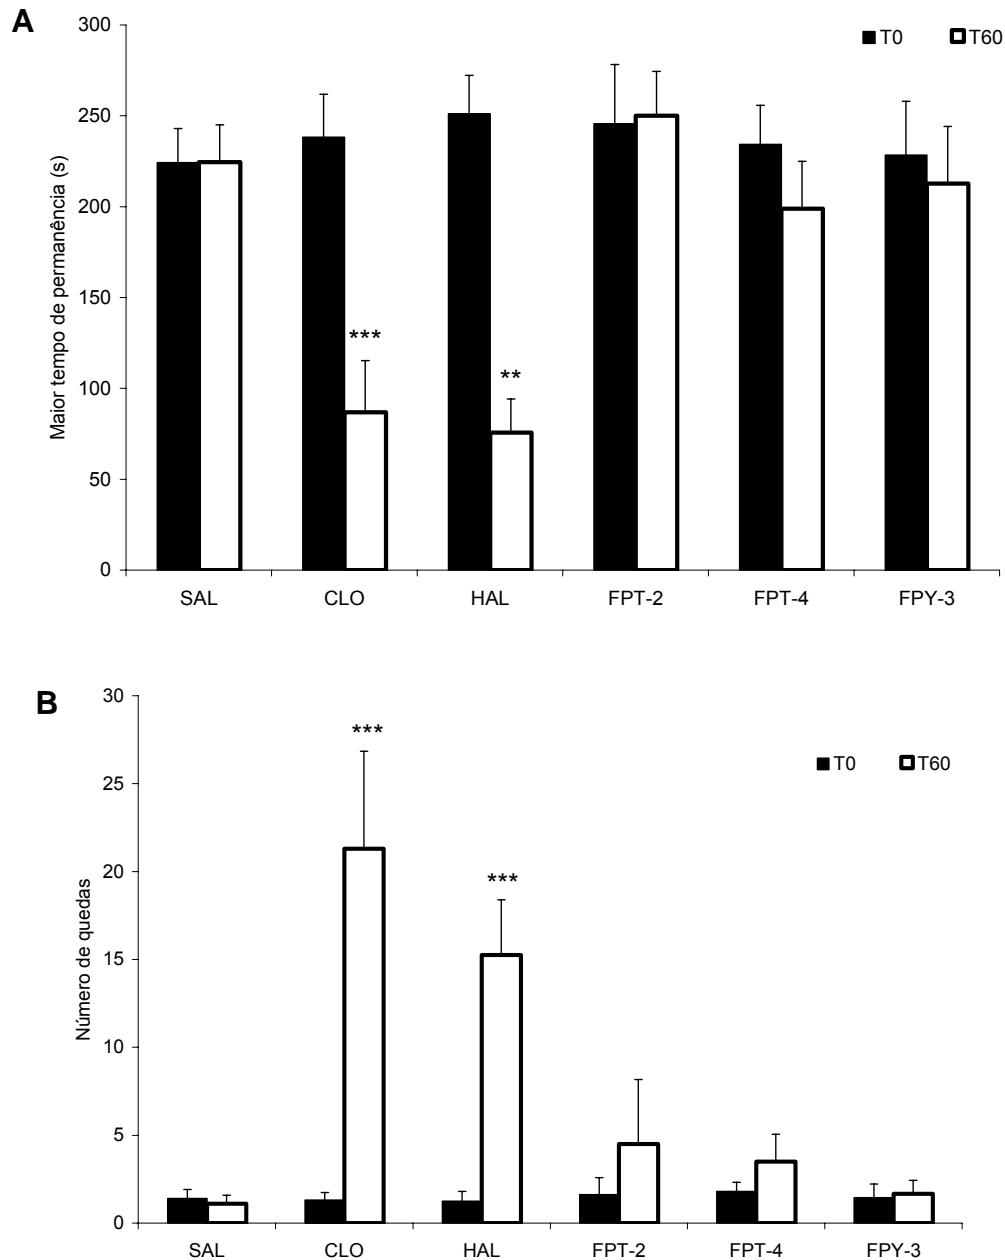 A
T0 T60
Maior tempo de permanência (s)
300
250
200
150
100
50
0
***
**
SAL CLO HAL FPT-2 FPT-4 FPY-3
B
T0 T60
Número de quedas
30
25
20
15
10
5
0
***
***
SAL CLO HAL FPT-2 FPT-4 FPY-3